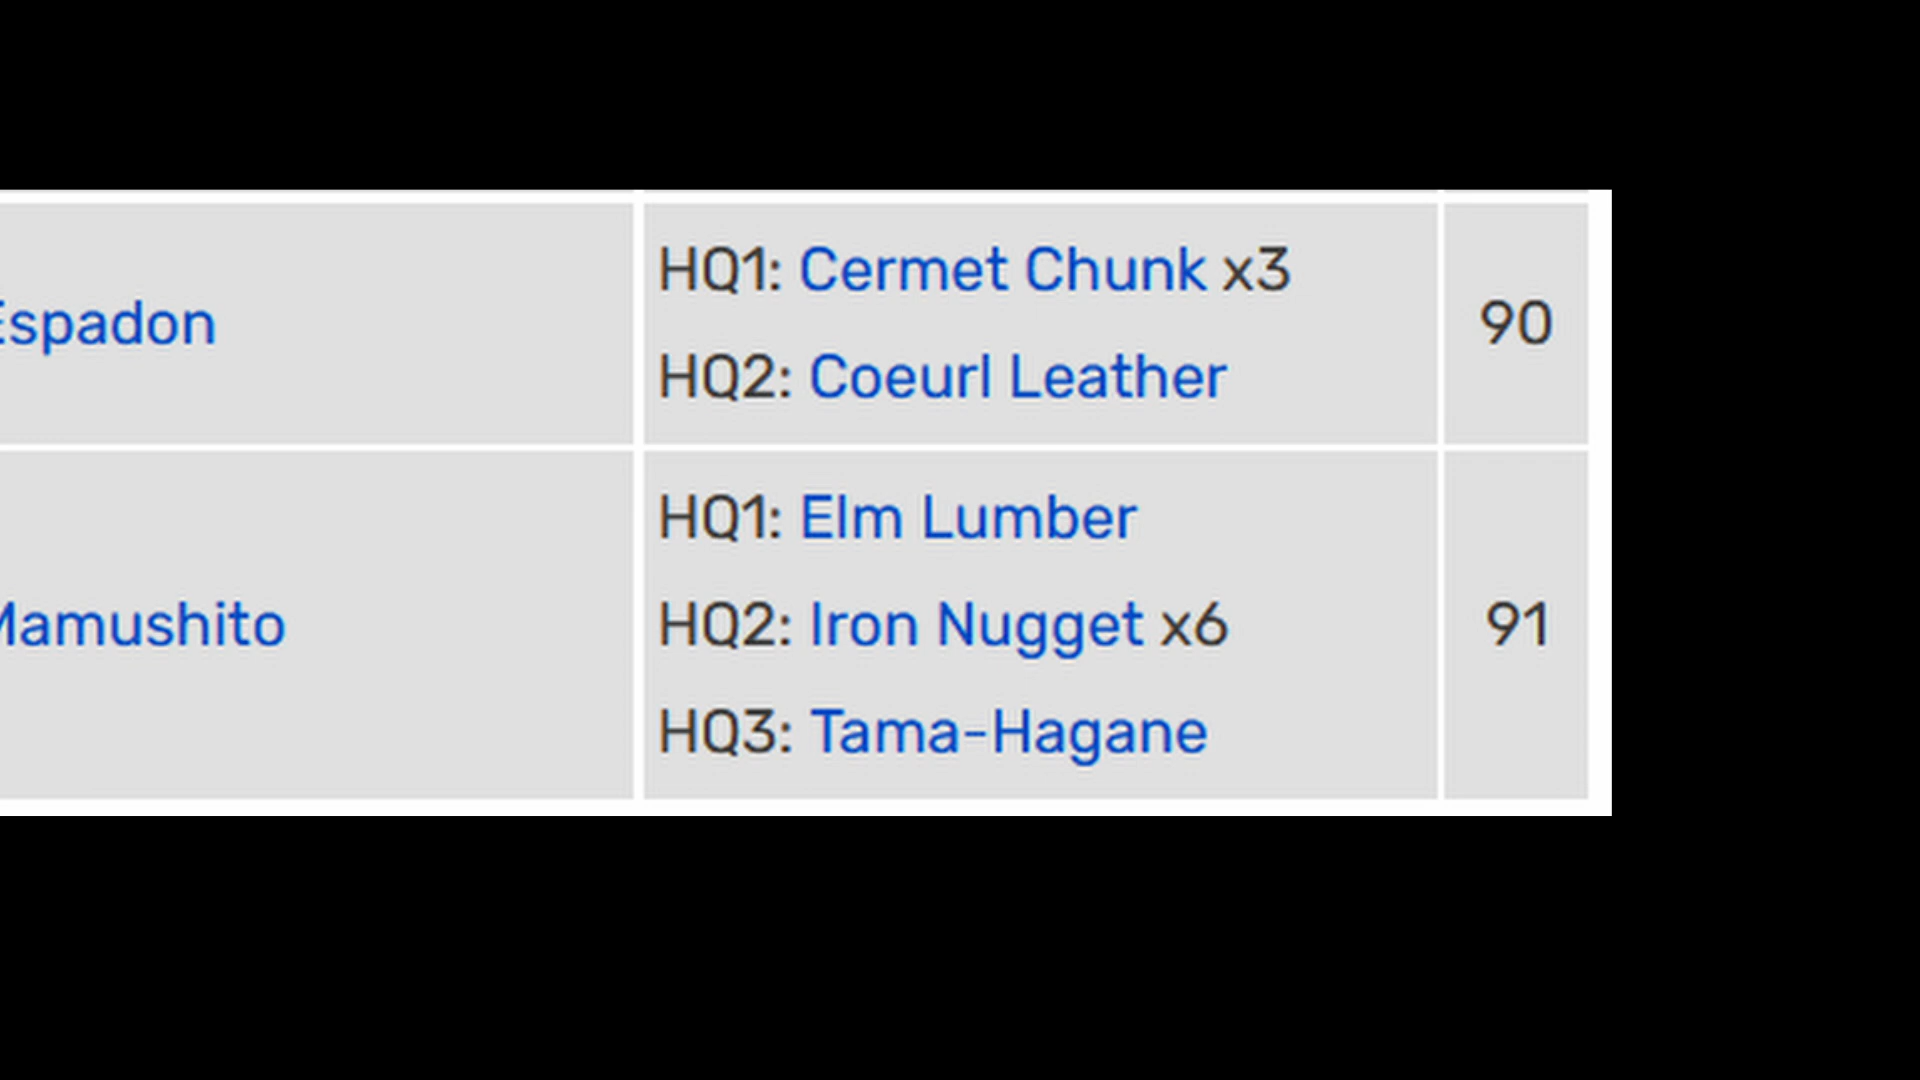 Espadon
HQ1: Cermet Chunk x3
HQ2: Coeurl Leather
90
Mamushito
HQ1: Elm Lumber
HQ2: Iron Nugget x6
HQ3: Tama-Hagane
91